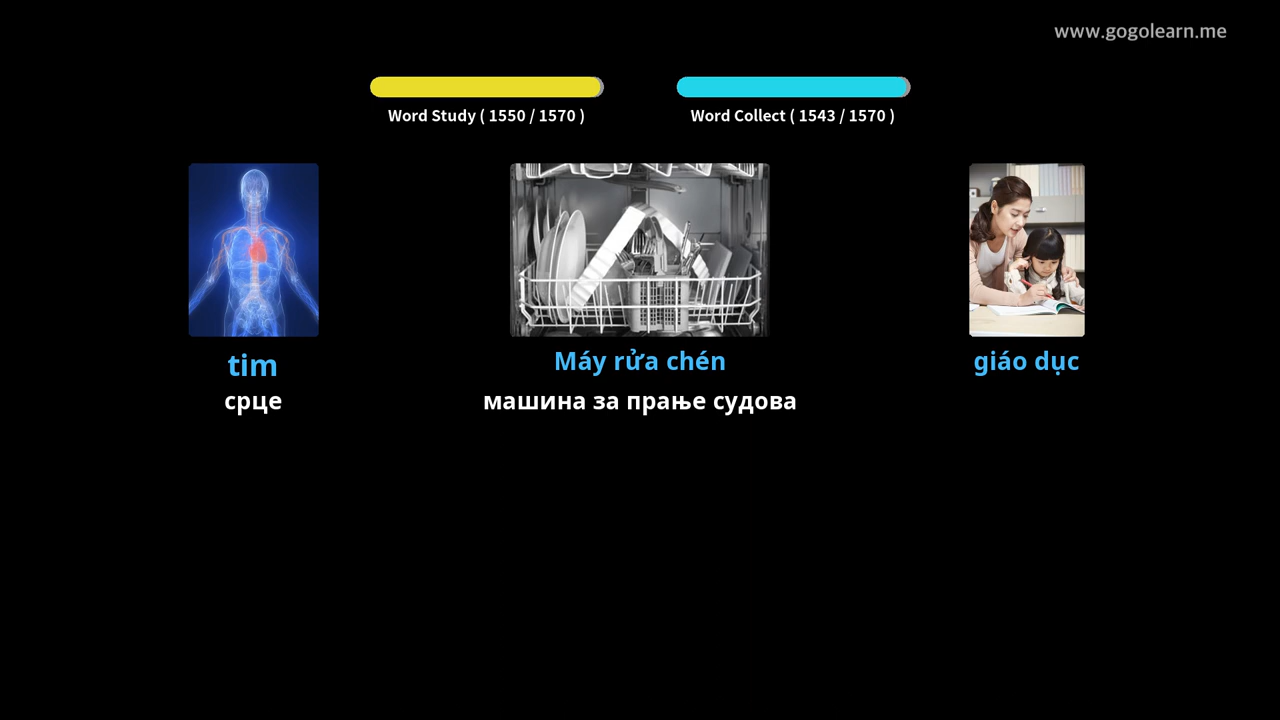 www.gogolearn.me
Word Study ( 1550 / 1570 )
Word Collect ( 1543 / 1570 )
tim
Máy rửa chén
giáo dục
срце
машина за прање судова